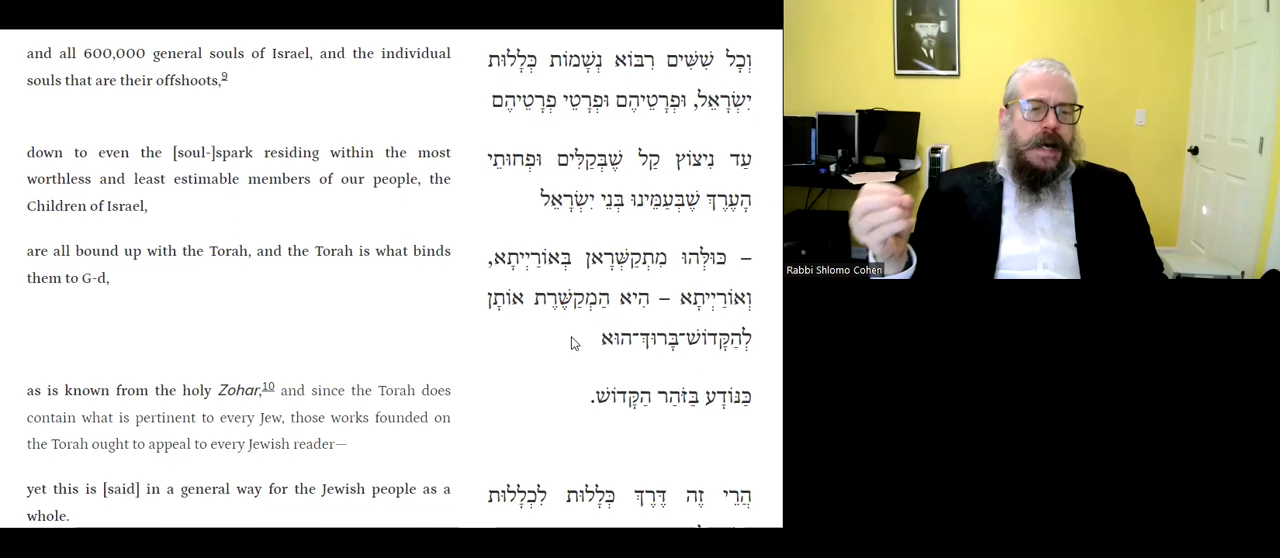 and all 600,000 general souls of Israel, and the individual
souls that are their offshoots,9
וְכָל שִׁשִּׁים רִבּוֹא נְשָׁמוֹת כְּלָלוּת
יִשְׂרָאֵל, וּפְרָטֵיהֶם וּפְרָטֵי פְרָטֵיהֶם
down to even the [soul-]spark residing within the most
worthless and least estimable members of our people, the
Children of Israel,
עַד נִיצוֹץ קַל שֶׁבְּקַלִּים וּפְחוּתֵי
הָעֶרֶךְ שֶׁבְּעַמֵּינוּ בְּנֵי יִשְׂרָאֵל
are all bound up with the Torah, and the Torah is what binds
them to G-d,
– כּוּלְּהוּ מִתְקַשְּׁרָאן בְּאוֹרַיְיתָא,
וְאוֹרַיְיתָא – הִיא הַמְקַשֶּׁרֶת אוֹתָן
לְהַקָּדוֹשׁ־בָּרוּךְ־הוּא
as is known from the holy Zohar,10 and since the Torah does
contain what is pertinent to every Jew, those works founded on
the Torah ought to appeal to every Jewish reader—
כַּנּוֹדָע בַּזֹּהַר הַקָּדוֹשׁ.
yet this is [said] in a general way for the Jewish people as a
whole.
הֲרֵי זֶה דֶּרֶךְ כְּלָלוּת לִכְלָלוּת
Rabbi Shlomo Cohen